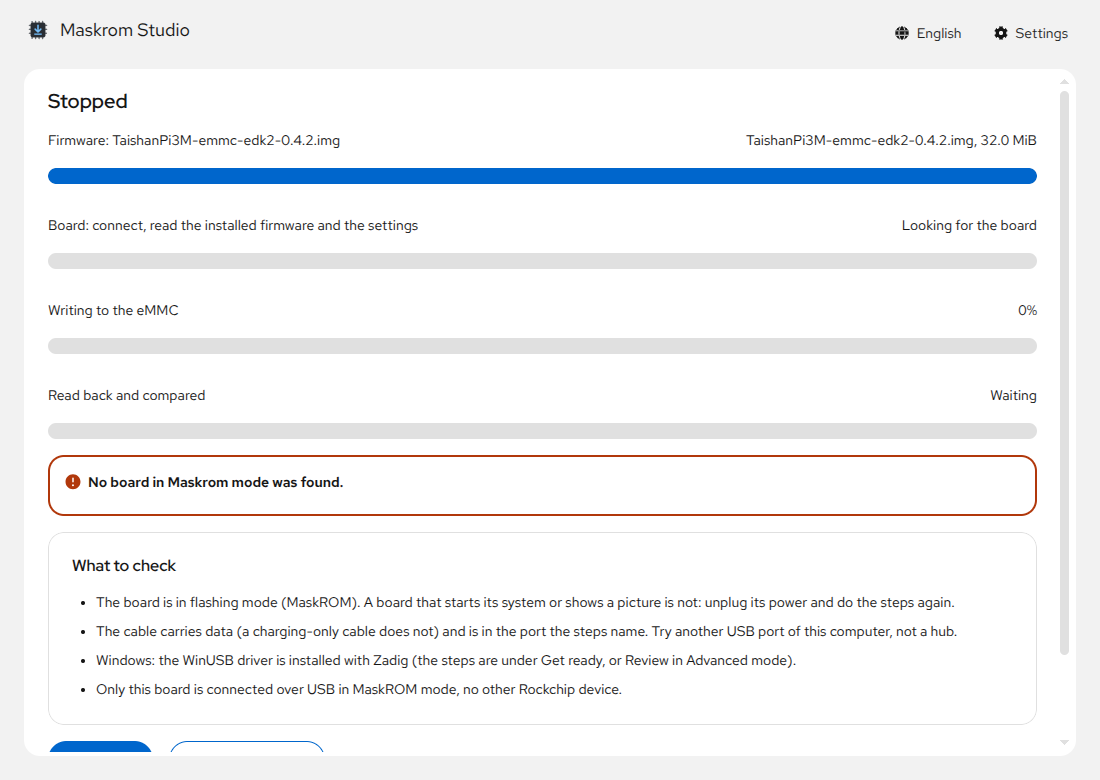 Maskrom Studio
English
Settings
Stopped
Firmware: TaishanPi3M-emmc-edk2-0.4.2.img
TaishanPi3M-emmc-edk2-0.4.2.img, 32.0 MiB
Board: connect, read the installed firmware and the settings
Looking for the board
Writing to the eMMC
0%
Read back and compared
Waiting
No board in Maskrom mode was found.
What to check
The board is in flashing mode (MaskROM). A board that starts its system or shows a picture is not: unplug its power and do the steps again.
The cable carries data (a charging-only cable does not) and is in the port the steps name. Try another USB port of this computer, not a hub.
Windows: the WinUSB driver is installed with Zadig (the steps are under Get ready, or Review in Advanced mode).
Only this board is connected over USB in MaskROM mode, no other Rockchip device.